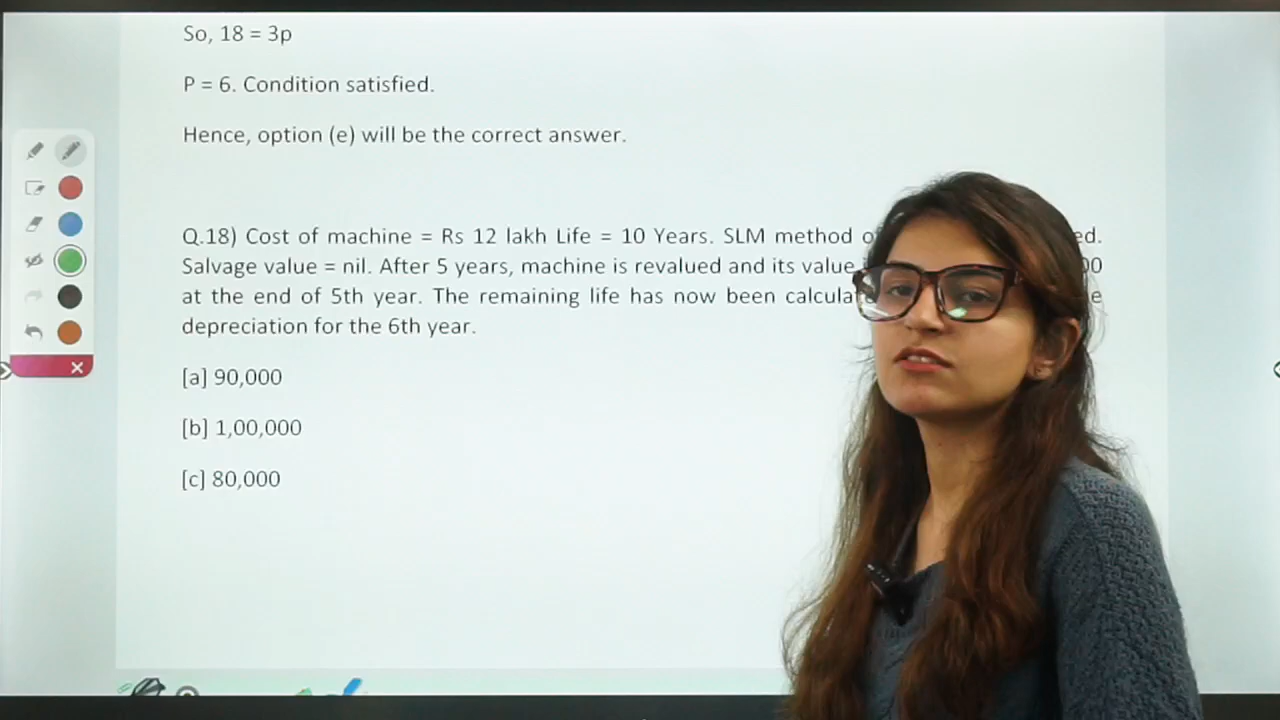 So, 18 = 3p
P = 6. Condition satisfied.
Hence, option (e) will be the correct answer.
Q.18) Cost of machine = Rs 12 lakh Life = 10 Years. SLM method
Salvage value = nil. After 5 years, machine is revalued and its value
at the end of 5th year. The remaining life has now been
depreciation for the 6th year.
[a] 90,000
[b] 1,00,000
[c] 80,000